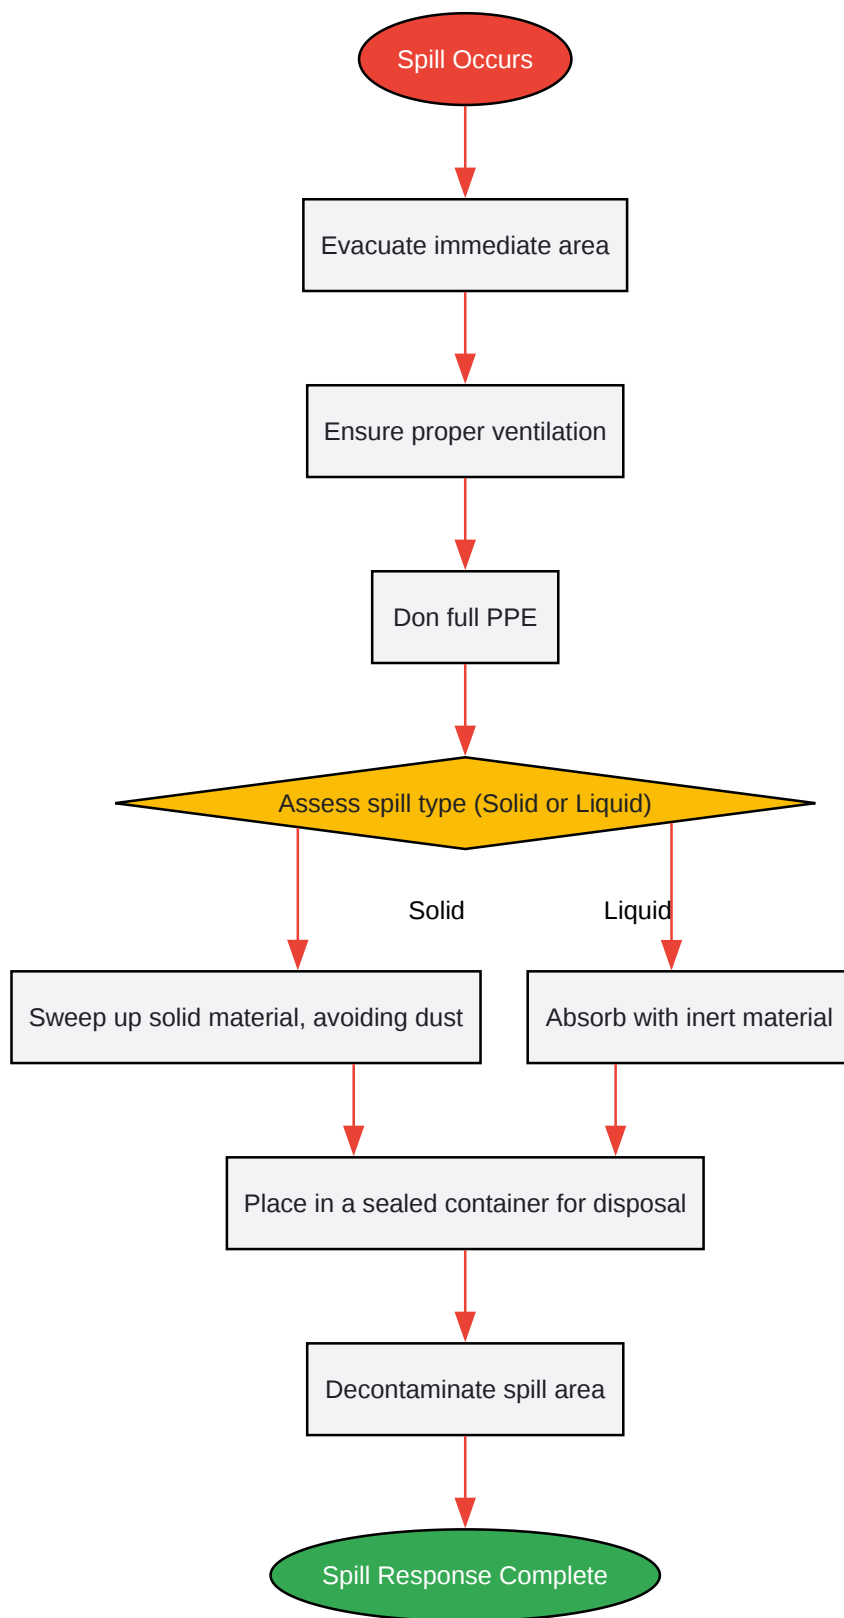 Spill Occurs
Evacuate immediate area
Ensure proper ventilation
Don full PPE
Assess spill type (Solid or Liquid)
Solid
Liquid
Sweep up solid material, avoiding dust
Absorb with inert material
Place in a sealed container for disposal
Decontaminate spill area
Spill Response Complete